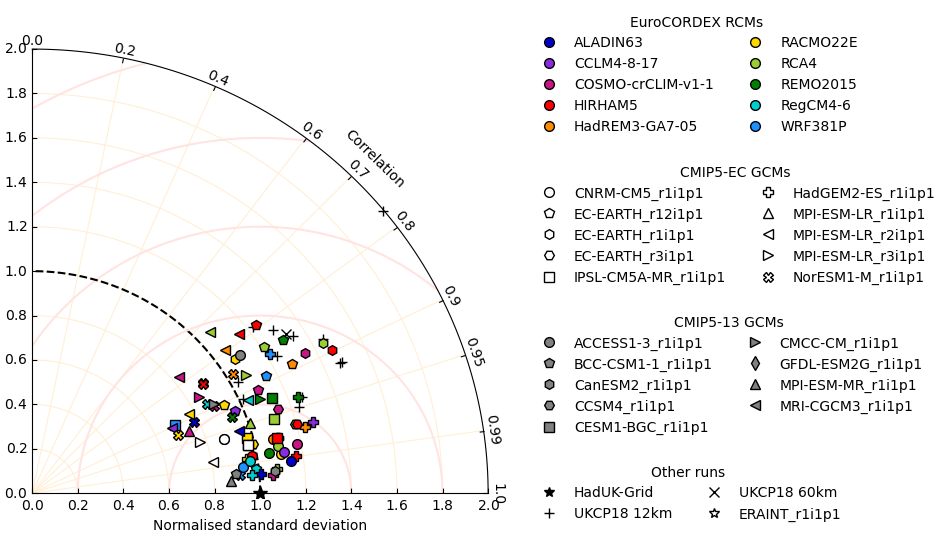 EuroCORDEX RCMs
ALADIN63
RACMO22E
CCLM4-8-17
RCA4
COSMO-crCLIM-v1-1
REMO2015
HIRHAM5
RegCM4-6
HadREM3-GA7-05
WRF381P
CMIP5-EC GCMs
CNRM-CM5_r1i1p1
HadGEM2-ES_r1i1p1
EC-EARTH_r12i1p1
MPI-ESM-LR_r1i1p1
EC-EARTH_r1i1p1
MPI-ESM-LR_r2i1p1
EC-EARTH_r3i1p1
MPI-ESM-LR_r3i1p1
IPSL-CM5A-MR_r1i1p1
NorESM1-M_r1i1p1
CMIP5-13 GCMs
ACCESS1-3_r1i1p1
CMCC-CM_r1i1p1
BCC-CSM1-1_r1i1p1
GFDL-ESM2G_r1i1p1
CanESM2_r1i1p1
MPI-ESM-MR_r1i1p1
CCSM4_r1i1p1
MRI-CGCM3_r1i1p1
CESM1-BGC_r1i1p1
Other runs
HadUK-Grid
UKCP18 60km
UKCP18 12km
ERAINT_r1i1p1
0.0
0.2
0.4
0.6
Correlation
0.7
0.8
0.9
0.95
0.99
1.0
2.0
1.8
1.6
1.4
1.2
1.0
0.8
0.6
0.4
0.2
0.0
0.0
0.2
0.4
0.6
0.8
1.0
1.2
1.4
1.6
1.8
2.0
Normalised standard deviation